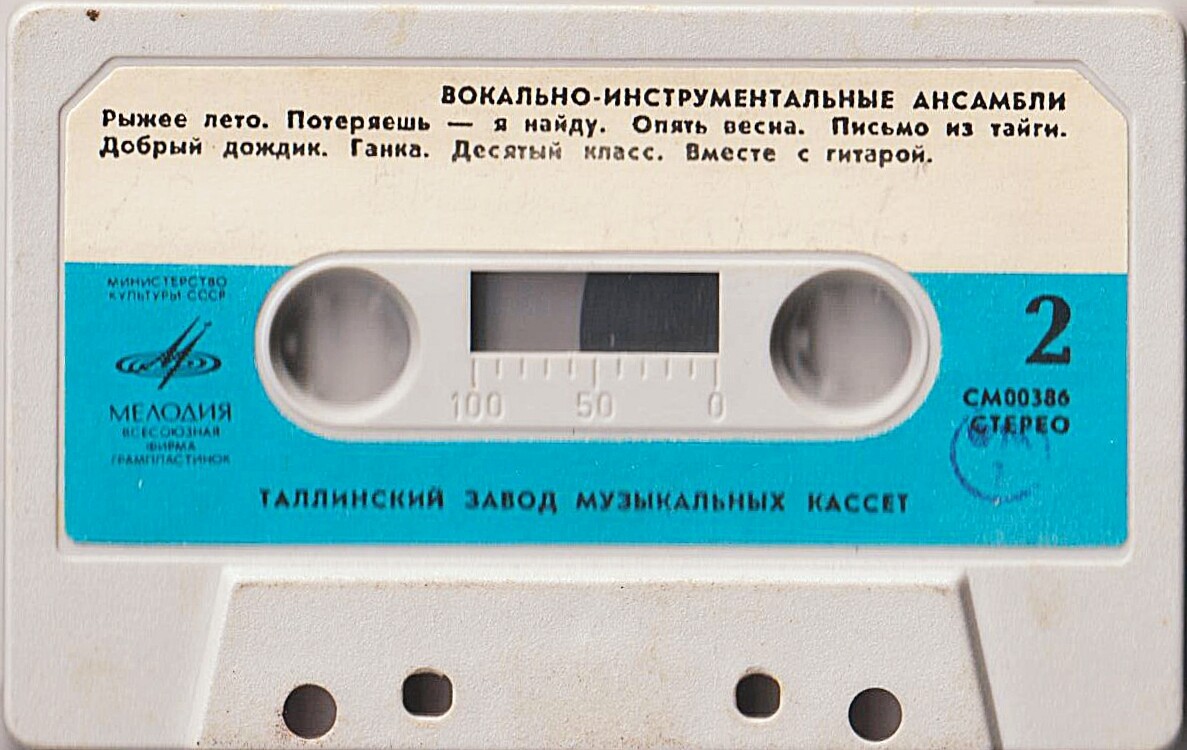 ВОКАЛЬНО-ИНСТРУМЕНТАЛЬНЫЕ АНСАМБЛИ
Рыжее лето. Потеряешь — я найду. Опять весна. Письмо из тайги.
Добрый дождик. Ганка. Десятый класс. Вместе с гитарой.
МИНИСТЕРСТВО
КУЛЬТУРЫ СССР
МЕЛОДИЯ
ВСЕСОЮЗНАЯ
ФИРМА
ГРАМПЛАСТИНОК
100 50 0
2
СМ00386
СТЕРЕО
ТАЛЛИНСКИЙ ЗАВОД МУЗЫКАЛЬНЫХ КАССЕТ